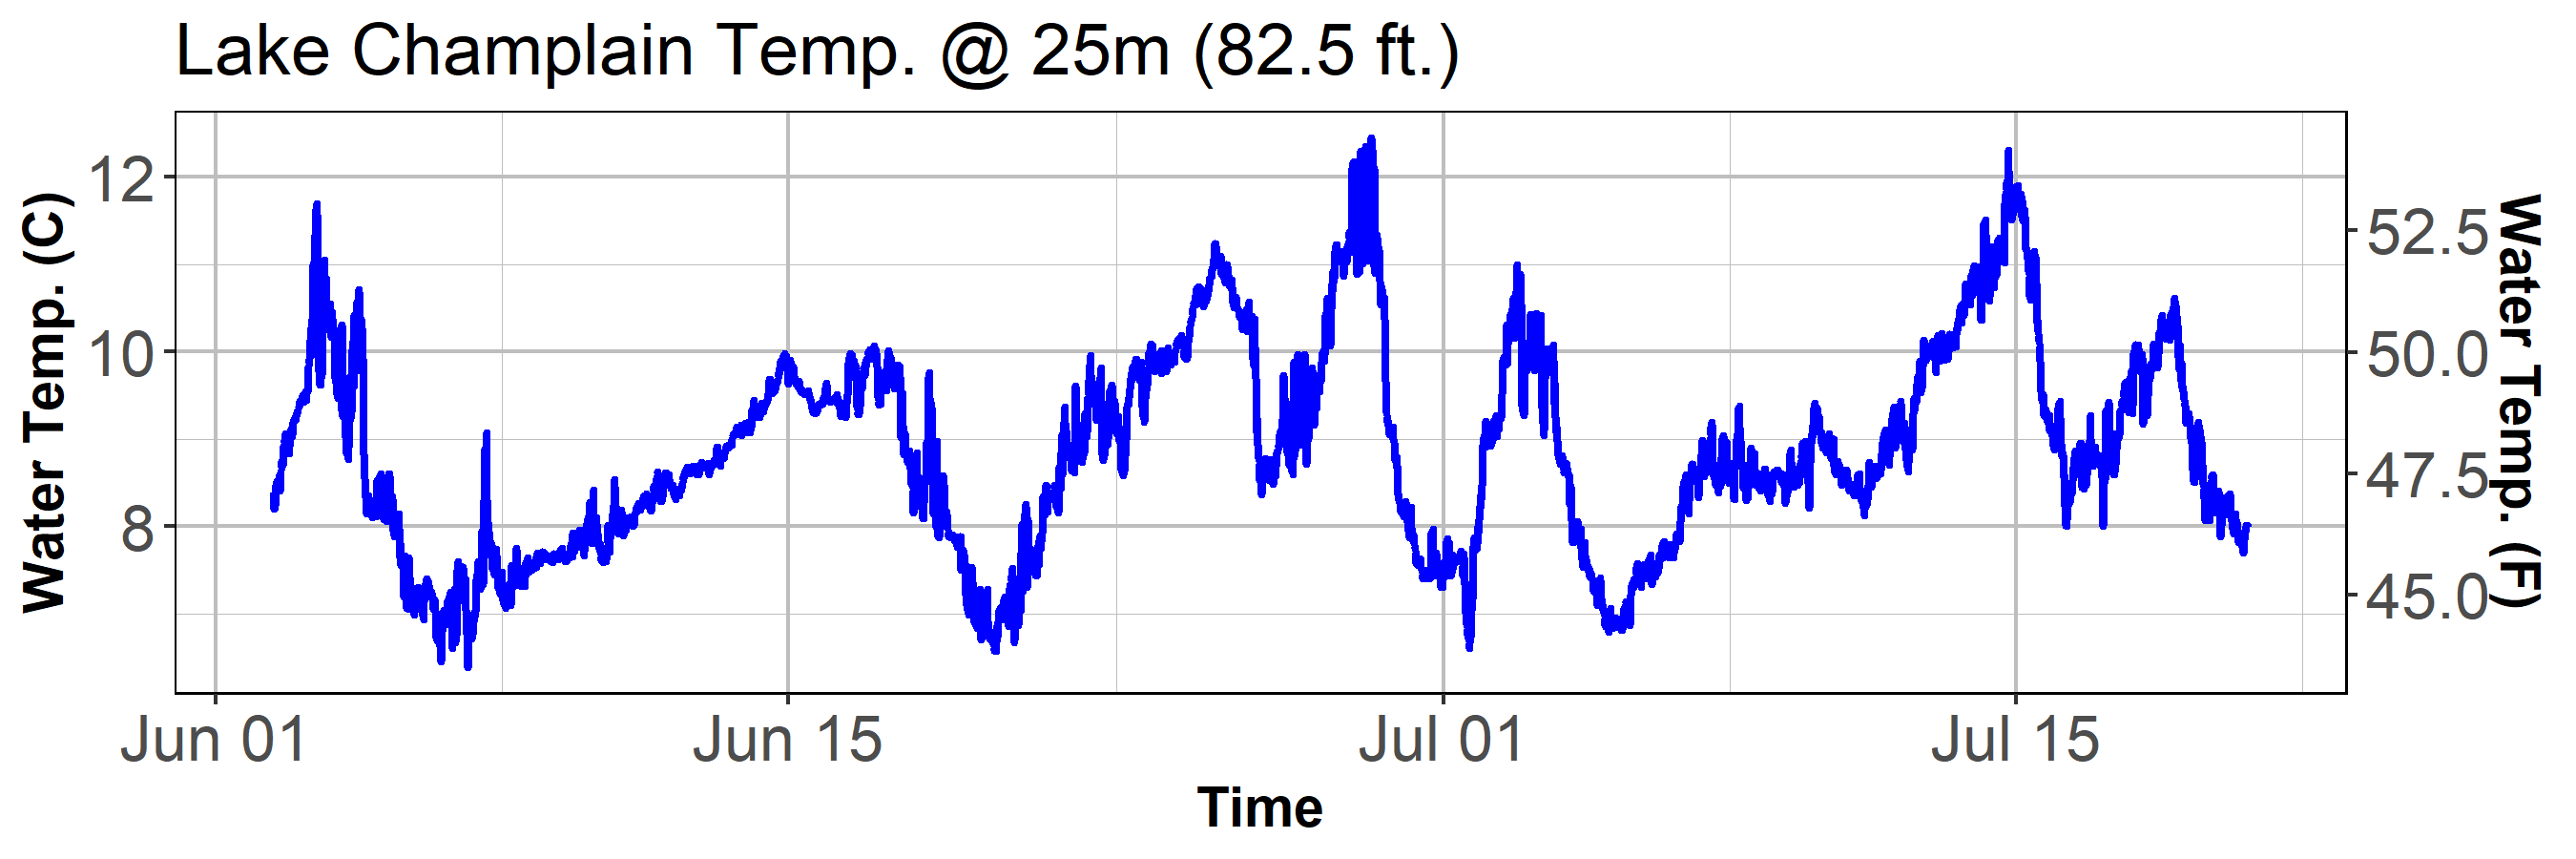 Lake Champlain Temp. @ 25m (82.5 ft.)
Water Temp. (C)
12
10
8
52.5
50.0
47.5
45.0
Water Temp. (F)
Jun 01 Jun 15 Jul 01 Jul 15
Time